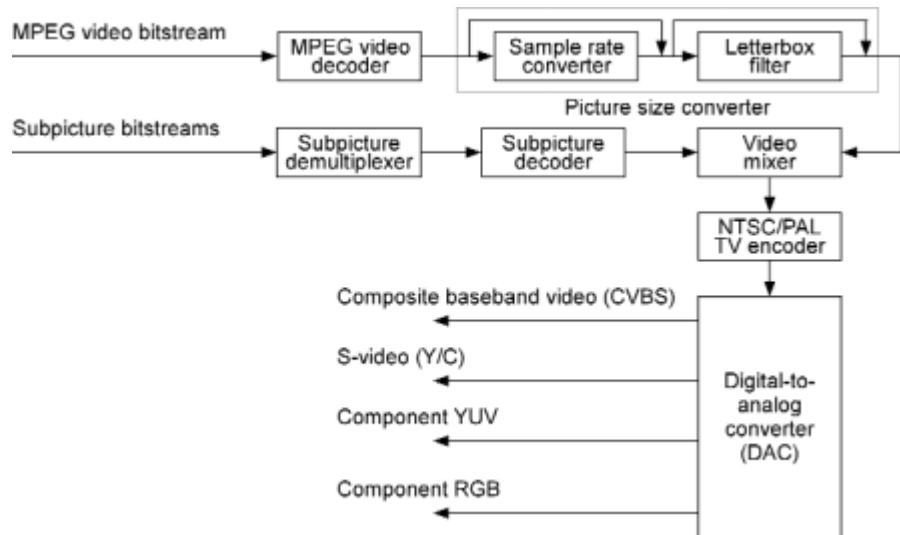 MPEG video bitstream
MPEG video
decoder
Sample rate
converter
Letterbox
filter
Picture size converter
Subpicture bitstreams
Subpicture
demultiplexer
Subpicture
decoder
Video
mixer
NTSC/PAL
TV encoder
Composite baseband video (CVBS)
S-video (Y/C)
Component YUV
Component RGB
Digital-to-
analog
converter
(DAC)